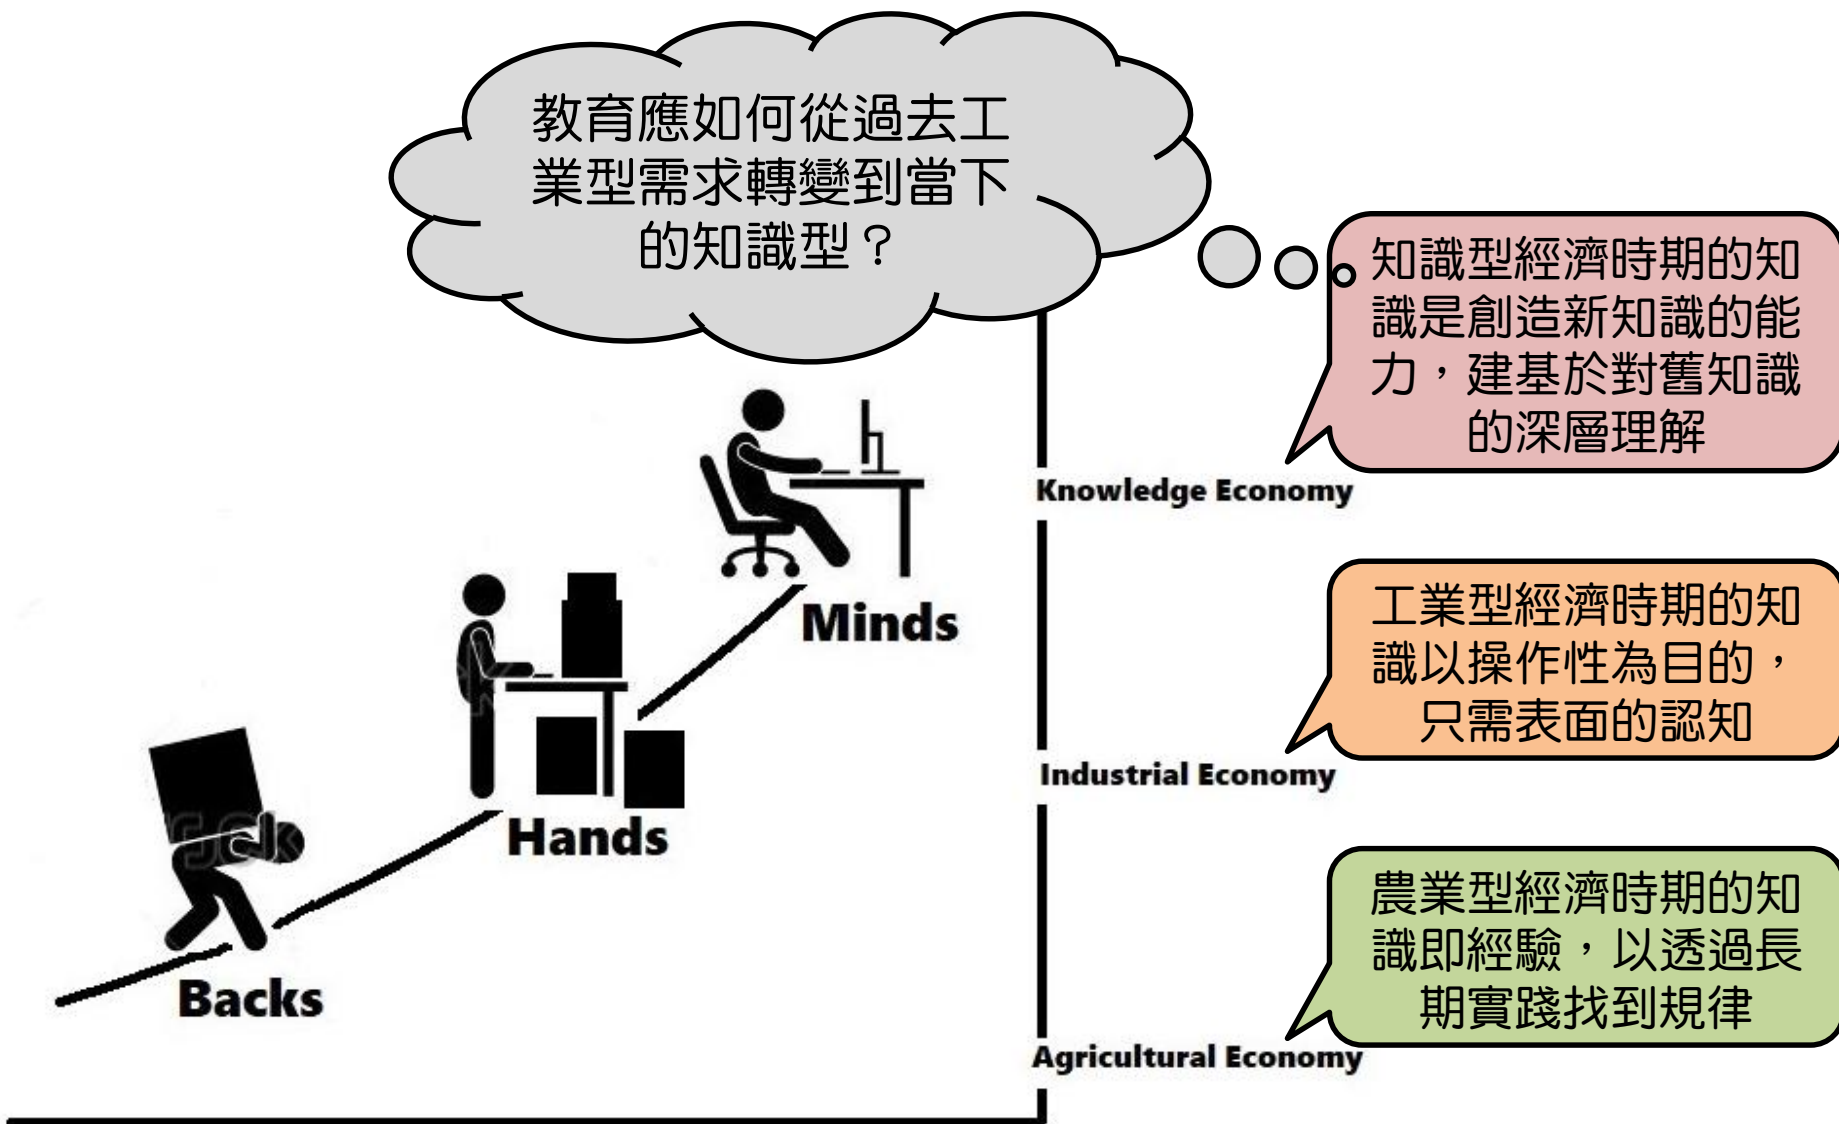 教育應如何從過去工
業型需求轉變到當下
的知識型？
知識型經濟時期的知
識是創造新知識的能
力，建基於對舊知識
的深層理解
Knowledge Economy
Minds
工業型經濟時期的知
識以操作性為目的，
只需表面的認知
Industrial Economy
Hands
農業型經濟時期的知
識即經驗，以透過長
期實踐找到規律
Backs
Agricultural Economy